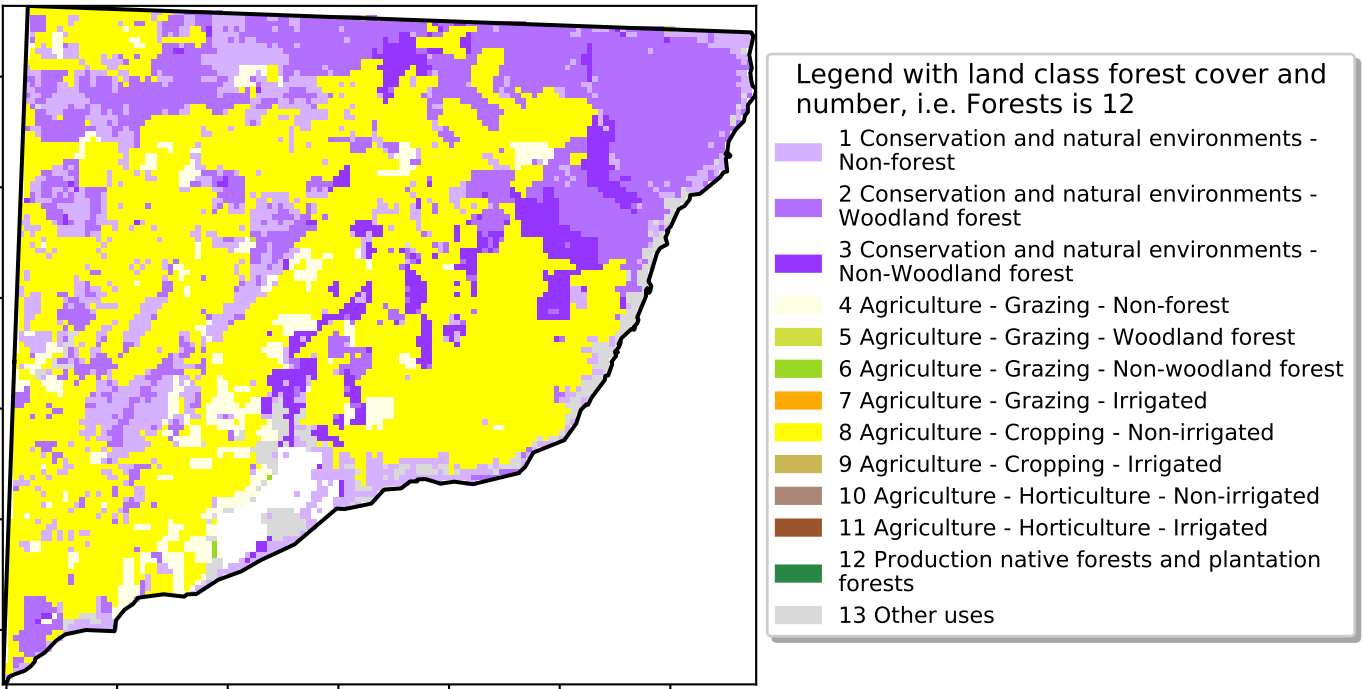 Legend with land class forest cover and
number, i.e. Forests is 12
1 Conservation and natural environments -
Non-forest
2 Conservation and natural environments -
Woodland forest
3 Conservation and natural environments -
Non-Woodland forest
4 Agriculture - Grazing - Non-forest
5 Agriculture - Grazing - Woodland forest
6 Agriculture - Grazing - Non-woodland forest
7 Agriculture - Grazing - Irrigated
8 Agriculture - Cropping - Non-irrigated
9 Agriculture - Cropping - Irrigated
10 Agriculture - Horticulture - Non-irrigated
11 Agriculture - Horticulture - Irrigated
12 Production native forests and plantation
forests
13 Other uses